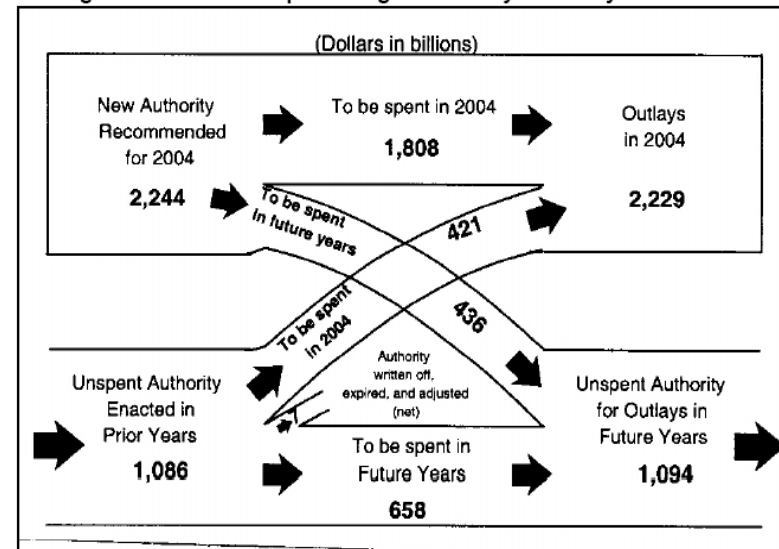 (Dollars in billions)
New Authority
Recommended
for 2004
2,244
To be spent in 2004
1,808
Outlays
in 2004
2,229
To be spent
in future years
421
To be spent
in 2004
436
Authority
written off,
expired, and adjusted
(net)
Unspent Authority
Enacted in
Prior Years
1,086
To be spent in
Future Years
658
Unspent Authority
for Outlays in
Future Years
1,094